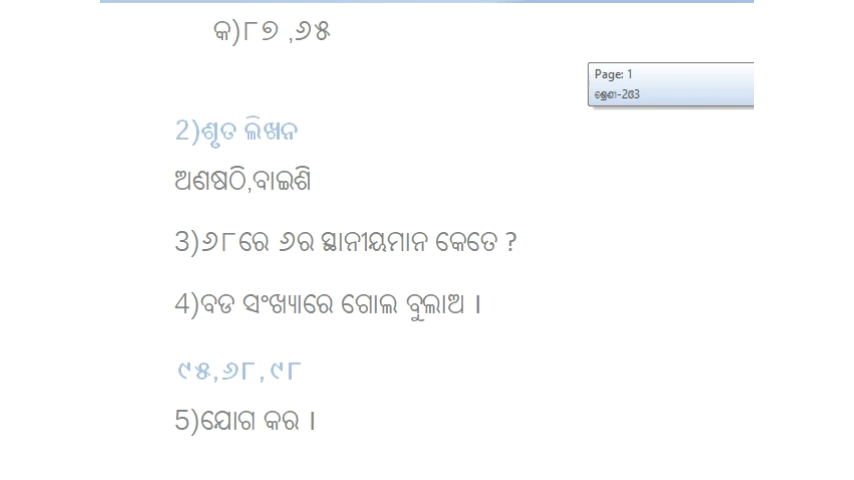 କ)୮୭ ,୬୫
Page: 1
ଶ୍ରେଣୀ-2ଓ3
2)ଶୃତ ଲିଖନ
ଅଣଷଠି,ବାଇଶି
3)୬୮ରେ ୬ର ସ୍ଥାନୀୟମାନ କେତେ ?
4)ବଡ ସଂଖ୍ୟାରେ ଗୋଲ ବୁଲାଅ ।
୯୫,୬୮,୯୮
5)ଯୋଗ କର ।